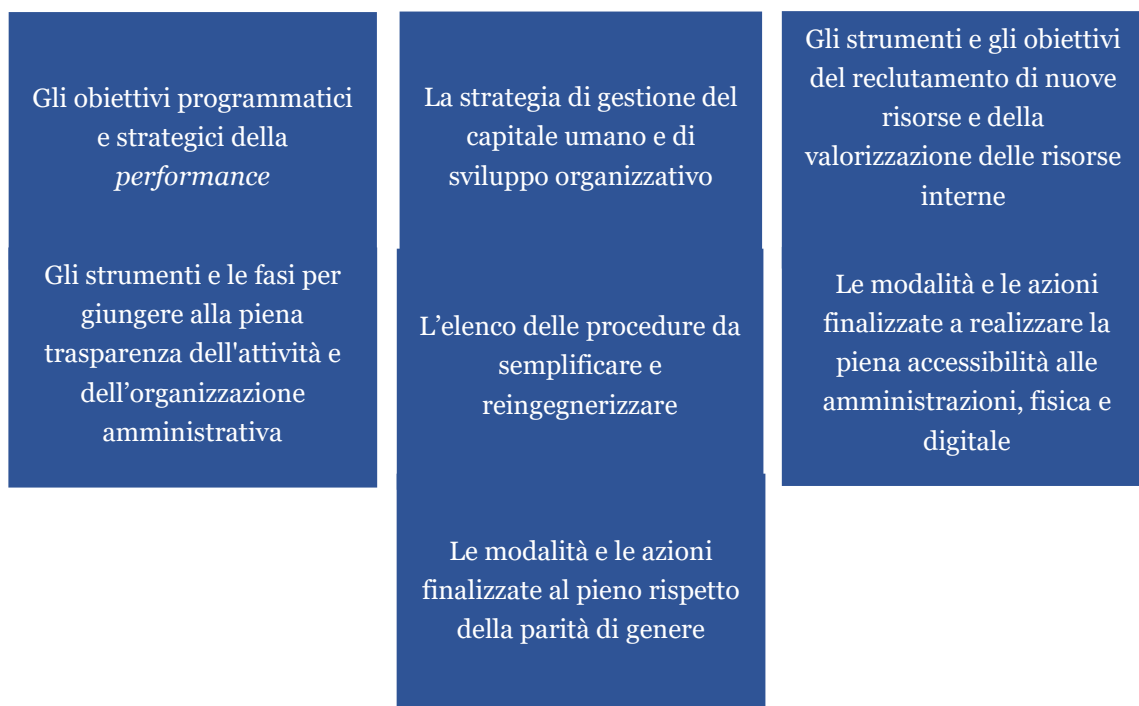 Gli obiettivi programmatici
e strategici della
performance
La strategia di gestione del
capitale umano e di
sviluppo organizzativo
Gli strumenti e gli obiettivi
del reclutamento di nuove
risorse e della
valorizzazione delle risorse
interne
Gli strumenti e le fasi per
giungere alla piena
trasparenza dell'attività e
dell’organizzazione
amministrativa
L’elenco delle procedure da
semplificare e
reingegnerizzare
Le modalità e le azioni
finalizzate a realizzare la
piena accessibilità alle
amministrazioni, fisica e
digitale
Le modalità e le azioni
finalizzate al pieno rispetto
della parità di genere